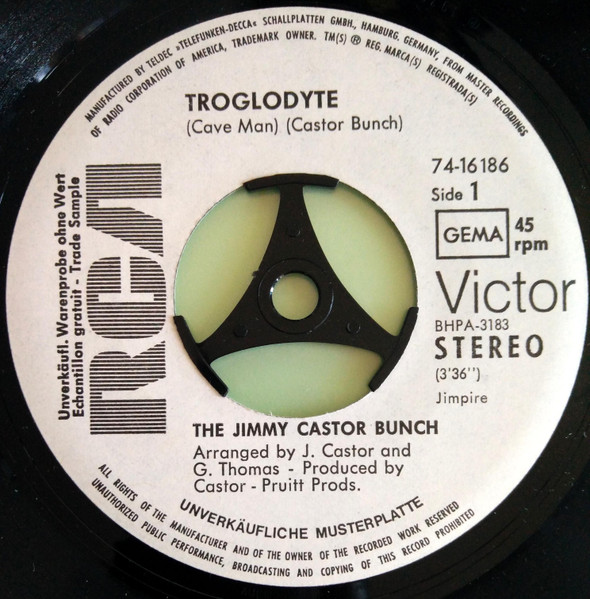 MANUFACTURED BY TELDEC »TELEFUNKEN-DECCA« SCHALLPLATTEN GMBH., HAMBURG, GERMANY, FROM MASTER RECORDINGS
OF RADIO CORPORATION OF AMERICA, TRADEMARK OWNER. TM(S) ® REG. MARCA(S) REGISTRADA(S)
TROGLODYTE
(Cave Man) (Castor Bunch)
74-16186
Side 1
GEMA
45
rpm
Unverkäufl. Warenprobe ohne Wert
Echantillon gratuit - Trade Sample
RCA
Victor
BHPA-3183
STEREO
(3'36'')
Jimpire
THE JIMMY CASTOR BUNCH
Arranged by J. Castor and
G. Thomas - Produced by
Castor - Pruitt Prods.
UNVERKÄUFLICHE MUSTERPLATTE
ALL RIGHTS OF THE MANUFACTURER AND OF THE OWNER OF THE RECORDED WORK RESERVED
UNAUTHORIZED PUBLIC PERFORMANCE, BROADCASTING AND COPYING OF THIS RECORD PROHIBITED